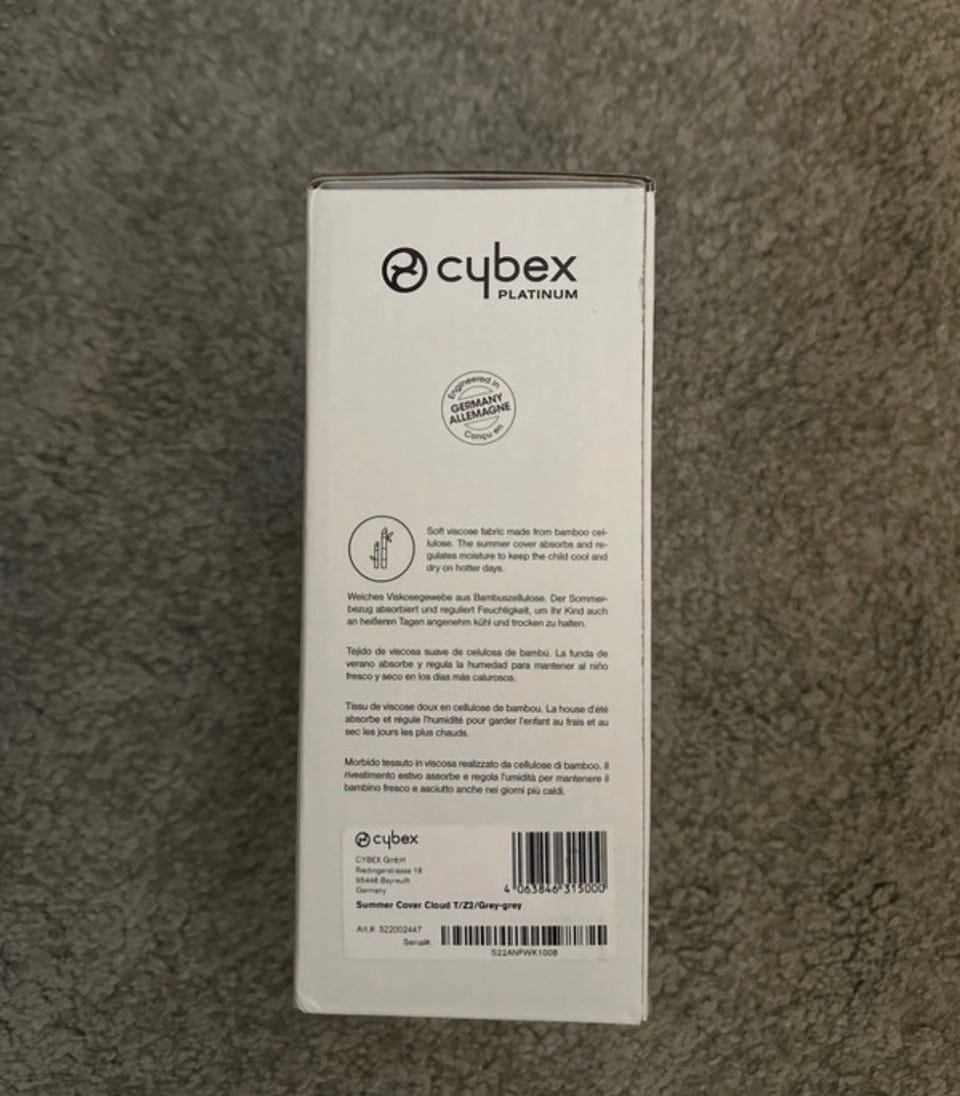 cybex
PLATINUM
Engineered in
GERMANY
ALLEMAGNE
Conçu en
Soft viscose fabric made from bamboo cel-
lulose. The summer cover absorbs and re-
gulates moisture to keep the child cool and
dry on hotter days.
Weiches Viskosegewebe aus Bambuszellulose. Der Sommer-
bezug absorbiert und reguliert Feuchtigkeit, um Ihr Kind auch
an heißeren Tagen angenehm kühl und trocken zu halten.
Tejido de viscosa suave de celulosa de bambú. La funda de
verano absorbe y regula la humedad para mantener al niño
fresco y seco en los días más calurosos.
Tissu de viscose doux en cellulose de bambou. La house d'été
absorbe et régule l'humidité pour garder l'enfant au frais et au
sec les jours les plus chauds.
Morbido tessuto in viscosa realizzato da cellulose di bamboo. Il
rivestimento estivo assorbe e regola l'umidità per mantenere il
bambino fresco e asciutto anche nei giorni più caldi.
cybex
CYBEX GmbH
Riedingerstrasse 18
95448 Bayreuth
Germany
4 063846 315000
Summer Cover Cloud T/Z2/Grey-grey
Art.#: 522002447
Serial#:
S22ANFWK1008